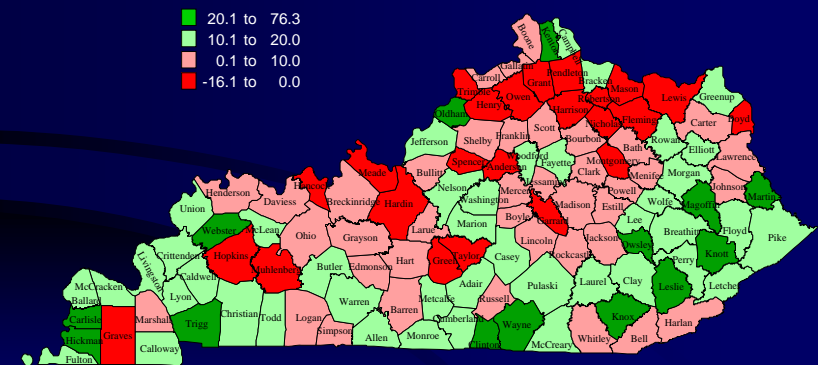 20.1 to 76.3
10.1 to 20.0
0.1 to 10.0
-16.1 to 0.0
Boone
Kenton
Campbell
Gallatin
Carroll
Grant
Pendleton
Bracken
Trimble
Owen
Mason
Lewis
Greenup
Henry
Robertson
Oldham
Harrison
Nicholas
Fleming
Carter
Boyd
Jefferson
Shelby
Franklin
Scott
Bourbon
Bath
Rowan
Elliott
Lawrence
Spencer
Anderson
Woodford
Fayette
Montgomery
Meade
Bullitt
Clark
Menifee
Morgan
Hancock
Henderson
Daviess
Breckinridge
Hardin
Nelson
Washington
Mercer
Jessamine
Madison
Powell
Estill
Wolfe
Magoffin
Johnson
Martin
Union
Webster
McLean
Ohio
Grayson
Larue
Marion
Boyle
Garrard
Lee
Breathitt
Floyd
Pike
Lincoln
Jackson
Owsley
Knott
Crittenden
Livingston
Hopkins
Muhlenberg
Butler
Edmonson
Hart
Green
Taylor
Casey
Rockcastle
Perry
McCracken
Ballard
Caldwell
Lyon
Warren
Metcalfe
Adair
Russell
Pulaski
Laurel
Clay
Leslie
Letcher
Carlisle
Graves
Marshall
Trigg
Christian
Todd
Logan
Simpson
Barren
Cumberland
Wayne
Knox
Harlan
Hickman
Fulton
Calloway
Allen
Monroe
Clinton
McCreary
Whitley
Bell